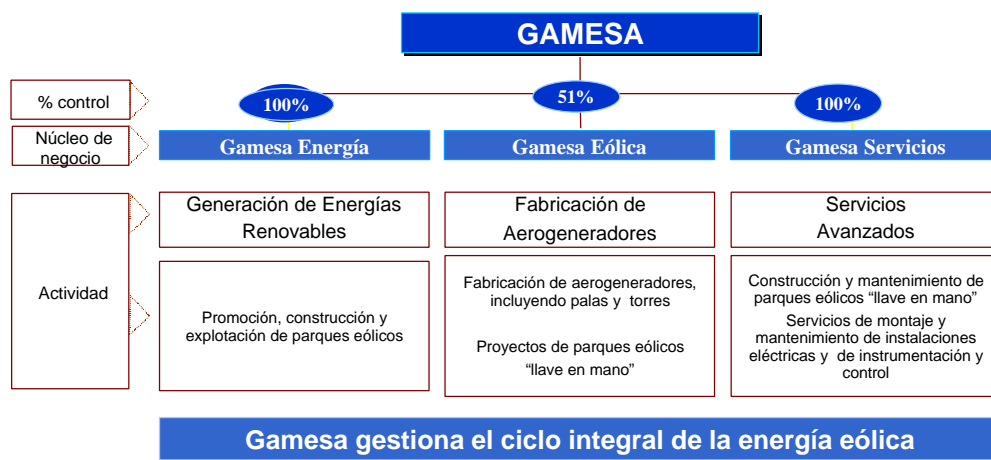 GAMESA
% control
100%
51%
100%
Núcleo de
negocio
Gamesa Energía
Gamesa Eólica
Gamesa Servicios
Actividad
Generación de Energías
Renovables
Fabricación de
Aerogeneradores
Servicios
Avanzados
Promoción, construcción y
explotación de parques eólicos
Fabricación de aerogeneradores,
incluyendo palas y torres
Proyectos de parques eólicos
“llave en mano”
Construcción y mantenimiento de
parques eólicos “llave en mano”
Servicios de montaje y
mantenimiento de instalaciones
eléctricas y de instrumentación y
control
Gamesa gestiona el ciclo integral de la energía eólica